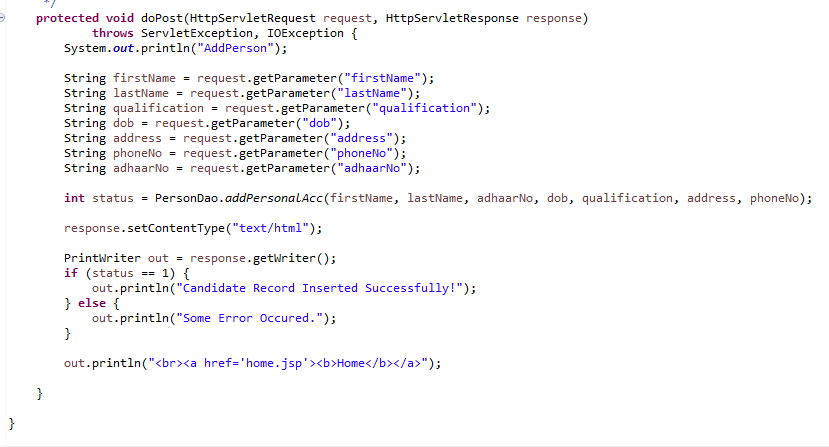 */
protected void doPost(HttpServletRequest request, HttpServletResponse response)
throws ServletException, IOException {
System.out.println("AddPerson");
String firstName = request.getParameter("firstName");
String lastName = request.getParameter("lastName");
String qualification = request.getParameter("qualification");
String dob = request.getParameter("dob");
String address = request.getParameter("address");
String phoneNo = request.getParameter("phoneNo");
String adhaarNo = request.getParameter("adhaarNo");
int status = PersonDao.addPersonalAcc(firstName, lastName, adhaarNo, dob, qualification, address, phoneNo);
response.setContentType("text/html");
PrintWriter out = response.getWriter();
if (status == 1) {
out.println("Candidate Record Inserted Successfully!");
} else {
out.println("Some Error Occured.");
}
out.println("<br><a href='home.jsp'><b>Home</b></a>");
}
}